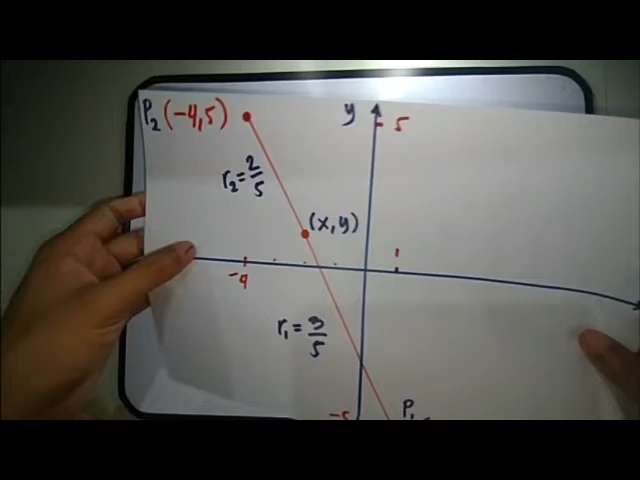 P₂(-4,5)
y
5
r₂ = 2/5
(x, y)
1
-4
r₁ = 3/5
-5
P₁